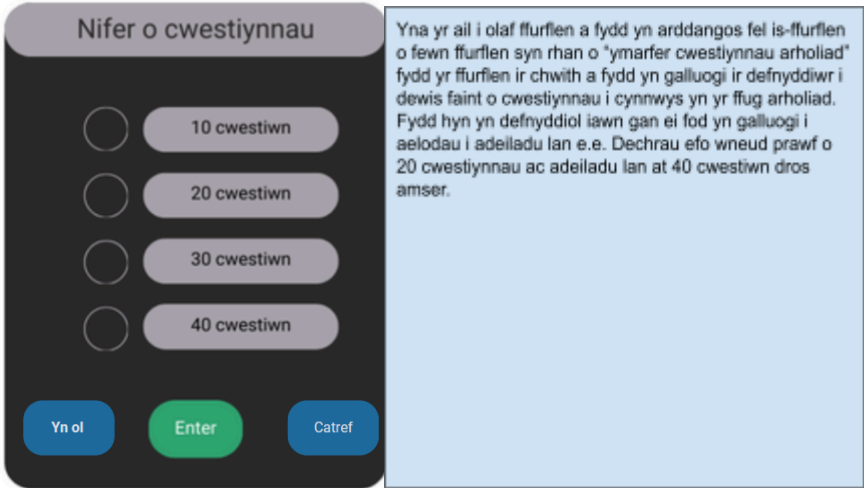 Nifer o cwestiynnau
10 cwestiwn
20 cwestiwn
30 cwestiwn
40 cwestiwn
Yn ol
Enter
Catref
Yna yr ail i olaf ffurflen a fydd yn arddangos fel is-ffurflen
o fewn ffurflen syn rhan o "ymarfer cwestiynnau arholiad"
fydd yr ffurflen ir chwith a fydd yn galluogi ir defnyddiwr i
dewis faint o cwestiynnau i cynnwys yn yr ffug arholiad.
Fydd hyn yn defnyddiol iawn gan ei fod yn galluogi i
aelodau i adeiladu lan e.e. Dechrau efo wneud prawf o
20 cwestiynnau ac adeiladu lan at 40 cwestiwn dros
amser.